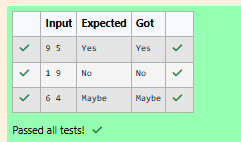 Input Expected Got
9 5 Yes Yes
1 9 No No
6 4 Maybe Maybe
Passed all tests!